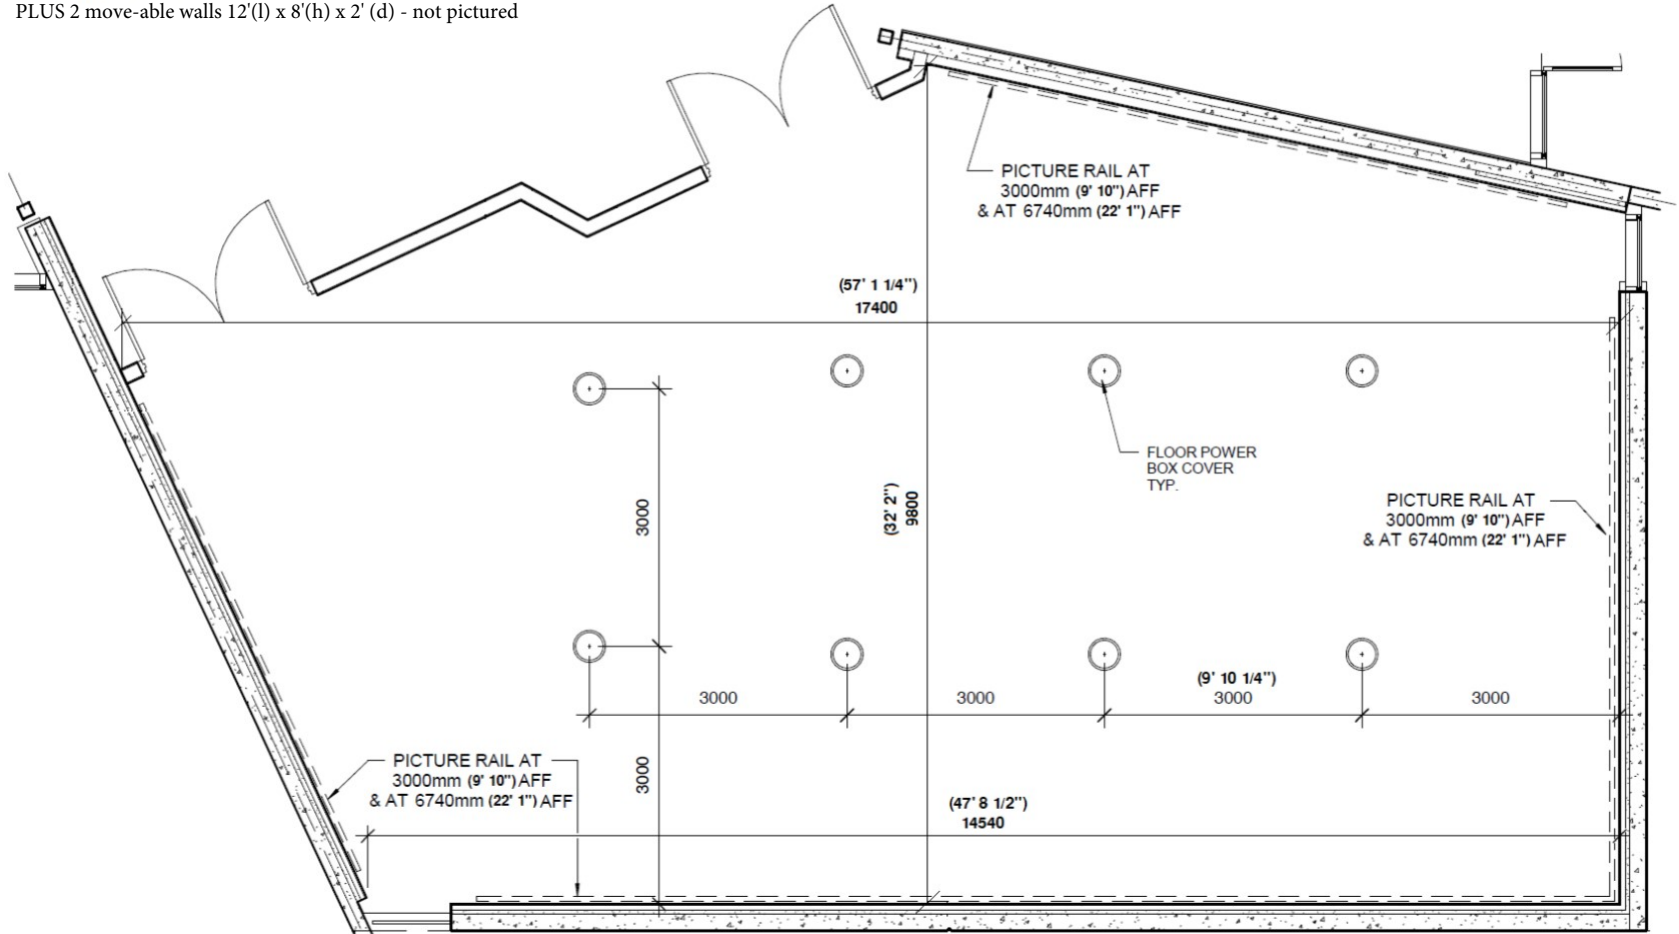 PLUS 2 move-able walls 12'(l) x 8'(h) x 2' (d) - not pictured
PICTURE RAIL AT
3000mm (9' 10") AFF
& AT 6740mm (22' 1") AFF
(57' 1 1/4")
17400
FLOOR POWER
BOX COVER
TYP.
3000
(32' 2")
9800
PICTURE RAIL AT
3000mm (9' 10") AFF
& AT 6740mm (22' 1") AFF
(9' 10 1/4")
3000
3000
3000
3000
PICTURE RAIL AT
3000mm (9' 10") AFF
& AT 6740mm (22' 1") AFF
3000
(47' 8 1/2")
14540